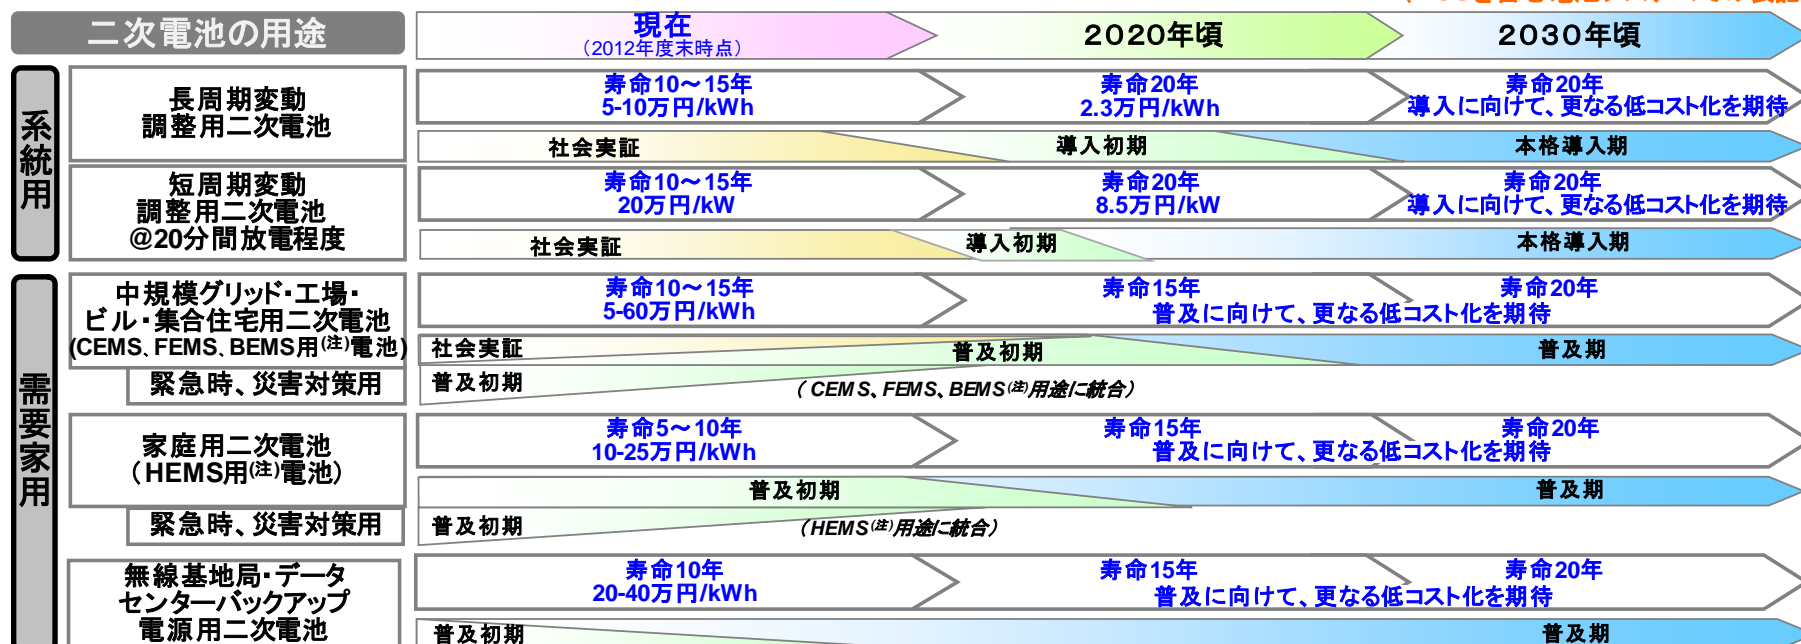 二次電池の用途
現在
（2012年度末時点）
2020年頃
2030年頃
系統用
長周期変動
調整用二次電池
寿命10～15年
5-10万円/kWh
寿命20年
2.3万円/kWh
寿命20年
導入に向けて、更なる低コスト化を期待
社会実証
導入初期
本格導入期
短周期変動
調整用二次電池
@20分間放電程度
寿命10～15年
20万円/kW
寿命20年
8.5万円/kW
寿命20年
導入に向けて、更なる低コスト化を期待
社会実証
導入初期
本格導入期
需要家用
中規模グリッド・工場・
ビル・集合住宅用二次電池
(CEMS、FEMS、BEMS用(注)電池)
寿命10～15年
5-60万円/kWh
寿命15年
寿命20年
普及に向けて、更なる低コスト化を期待
社会実証
普及初期
普及期
緊急時、災害対策用
普及初期
（ CEMS、FEMS、BEMS(注)用途に統合）
家庭用二次電池
（HEMS用(注)電池）
寿命5～10年
10-25万円/kWh
寿命15年
寿命20年
普及に向けて、更なる低コスト化を期待
普及初期
普及期
緊急時、災害対策用
普及初期
（HEMS(注)用途に統合）
無線基地局・データ
センターバックアップ
電源用二次電池
寿命10年
20-40万円/kWh
寿命15年
寿命20年
普及に向けて、更なる低コスト化を期待
普及初期
普及期